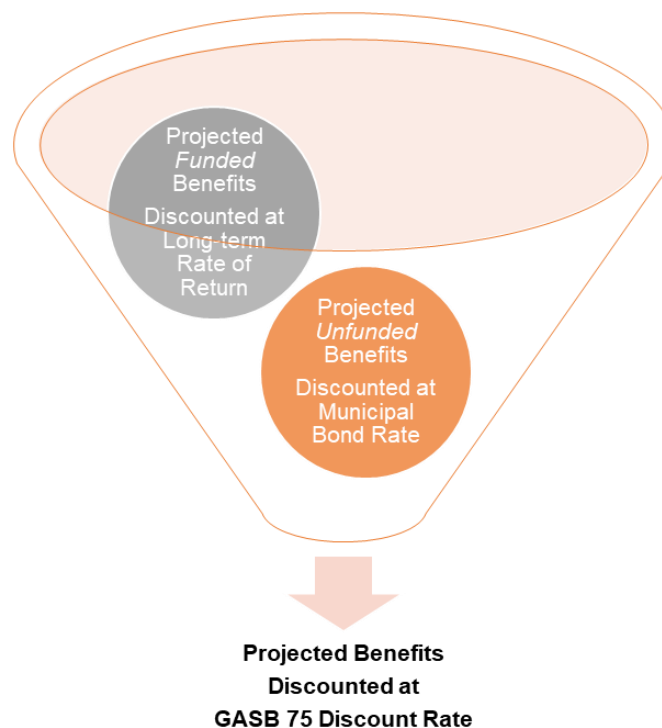 Projected
Funded
Benefits
Discounted at
Long-term
Rate of
Return
Projected
Unfunded
Benefits
Discounted at
Municipal
Bond Rate
Projected Benefits
Discounted at
GASB 75 Discount Rate